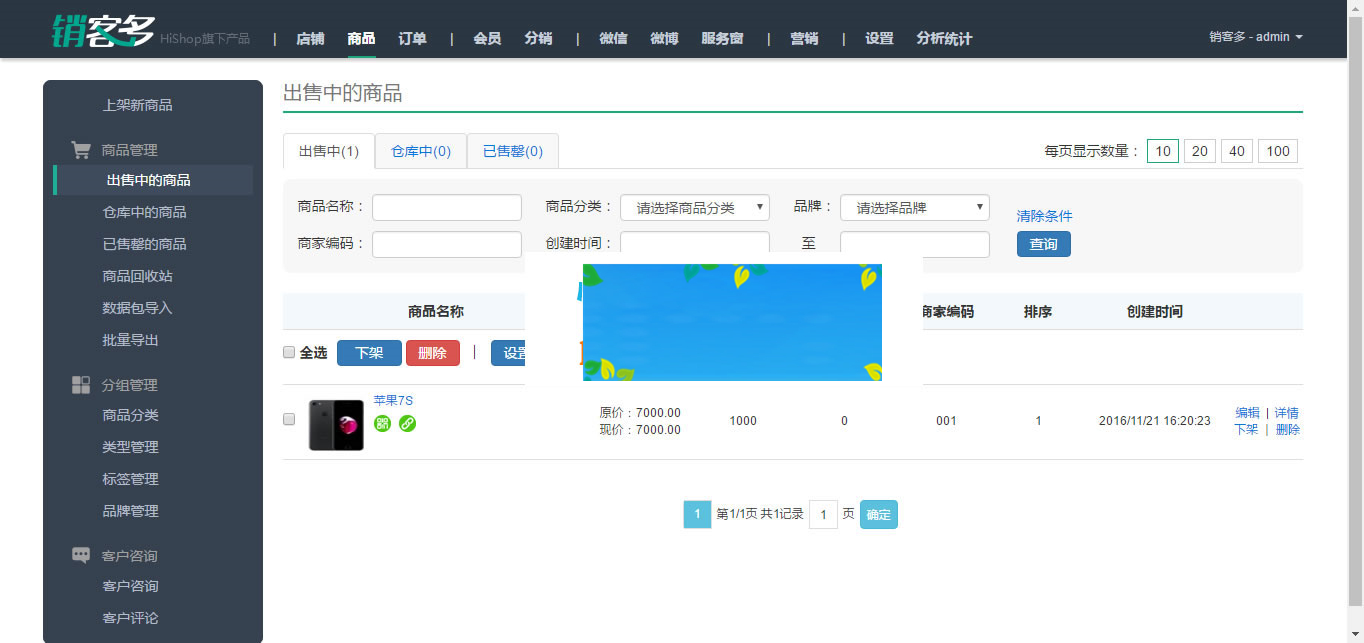 销客多 HiShop旗下产品 | 店铺 商品 订单 | 会员 分销 | 微信 微博 服务窗 | 营销 | 设置 分析统计 销客多 - admin
上架新商品
商品管理
出售中的商品
仓库中的商品
已售罄的商品
商品回收站
数据包导入
批量导出
分组管理
商品分类
类型管理
标签管理
品牌管理
客户咨询
客户咨询
客户评论
出售中的商品
出售中(1) 仓库中(0) 已售罄(0) 每页显示数量： 10 20 40 100
商品名称： 商品分类： 请选择商品分类 品牌： 请选择品牌 清除条件
商家编码： 创建时间： 至 查询
商品名称 商家编码 排序 创建时间
全选 下架 删除 | 设置
苹果7S
原价：7000.00 1000 0 001 1 2016/11/21 16:20:23 编辑 | 详情
现价：7000.00 下架 | 删除
1 第1/1页 共1记录 1 页 确定